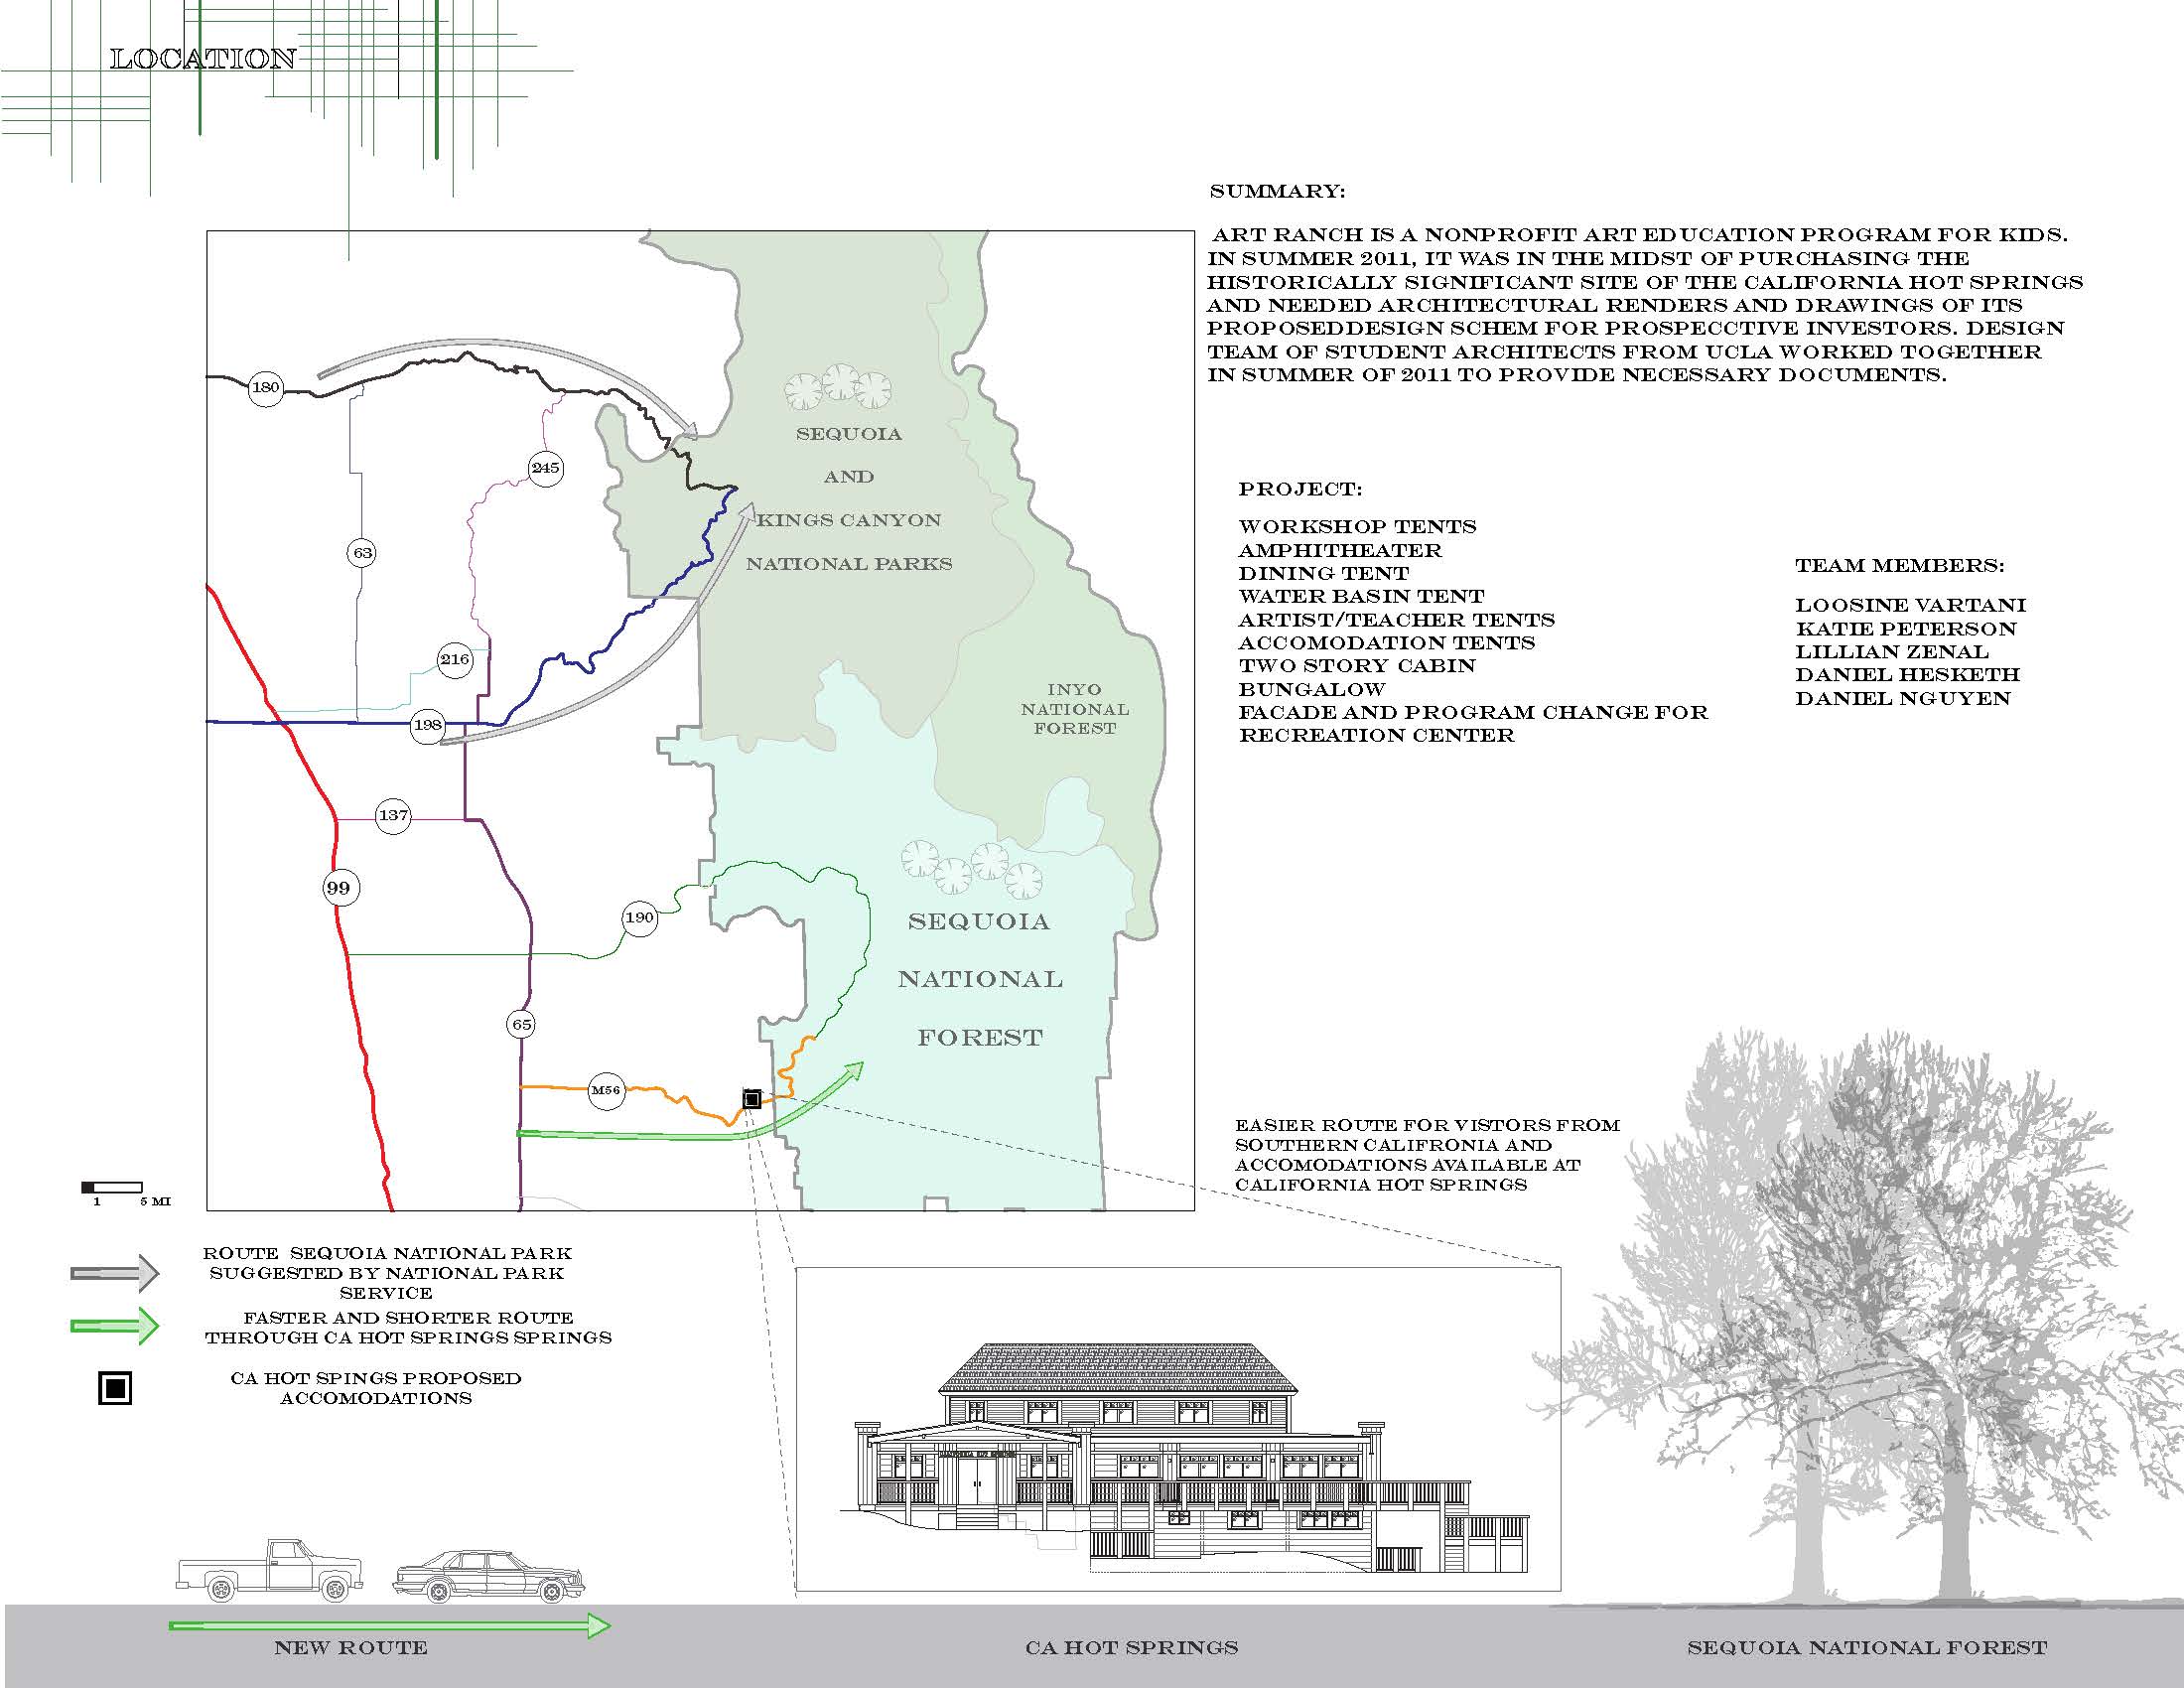 LOCATION
SUMMARY:
ART RANCH IS A NONPROFIT ART EDUCATION PROGRAM FOR KIDS.
IN SUMMER 2011, IT WAS IN THE MIDST OF PURCHASING THE
HISTORICALLY SIGNIFICANT SITE OF THE CALIFORNIA HOT SPRINGS
AND NEEDED ARCHITECTURAL RENDERS AND DRAWINGS OF ITS
PROPOSEDDESIGN SCHEM FOR PROSPECCTIVE INVESTORS. DESIGN
TEAM OF STUDENT ARCHITECTS FROM UCLA WORKED TOGETHER
IN SUMMER OF 2011 TO PROVIDE NECESSARY DOCUMENTS.
PROJECT:
WORKSHOP TENTS
AMPHITHEATER
DINING TENT
WATER BASIN TENT
ARTIST/TEACHER TENTS
ACCOMODATION TENTS
TWO STORY CABIN
BUNGALOW
FACADE AND PROGRAM CHANGE FOR
RECREATION CENTER
TEAM MEMBERS:
LOOSINE VARTANI
KATIE PETERSON
LILLIAN ZENAL
DANIEL HESKETH
DANIEL NGUYEN
180
245
63
216
198
137
99
190
65
M56
SEQUOIA
AND
KINGS CANYON
NATIONAL PARKS
INYO
NATIONAL
FOREST
SEQUOIA
NATIONAL
FOREST
EASIER ROUTE FOR VISTORS FROM
SOUTHERN CALIFRONIA AND
ACCOMODATIONS AVAILABLE AT
CALIFORNIA HOT SPRINGS
1 5 MI
ROUTE SEQUOIA NATIONAL PARK
SUGGESTED BY NATIONAL PARK
SERVICE
FASTER AND SHORTER ROUTE
THROUGH CA HOT SPRINGS SPRINGS
CA HOT SPINGS PROPOSED
ACCOMODATIONS
CALIFORNIA HOT SPRINGS
NEW ROUTE
CA HOT SPRINGS
SEQUOIA NATIONAL FOREST